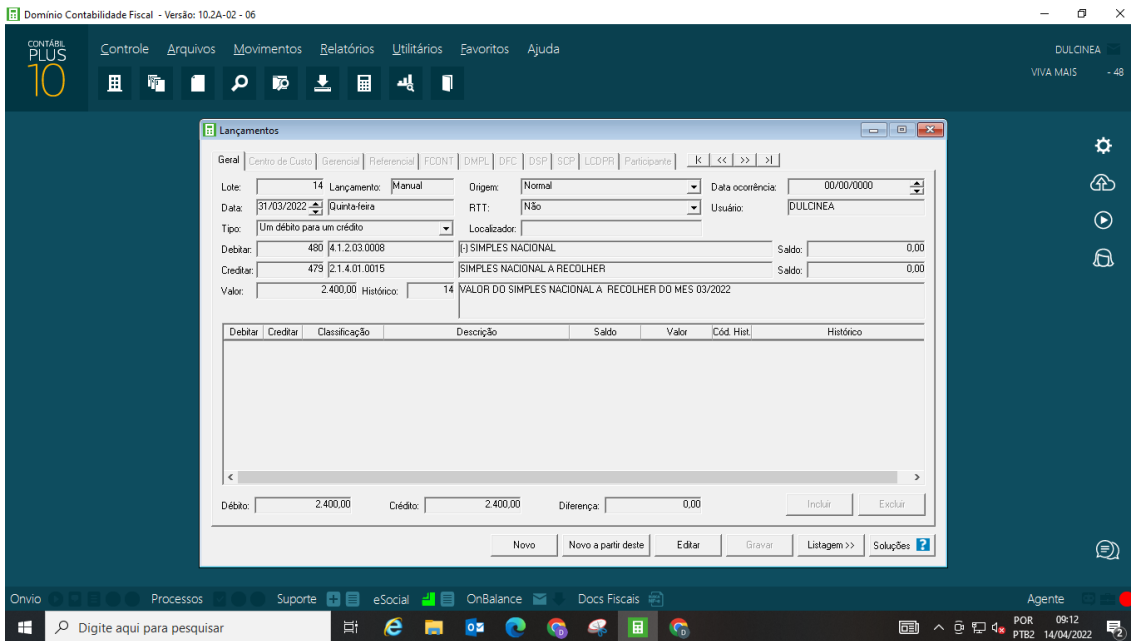 Domínio Contabilidade Fiscal - Versão: 10.2A-02 - 06
CONTÁBIL
PLUS
10
Controle Arquivos Movimentos Relatórios Utilitários Favoritos Ajuda
DULCINEA
VIVA MAIS - 48
Lançamentos
Geral Centro de Custo Gerencial Referencial FCONT DMPL DFC DSP SCP LCDPR Participante
Lote: 14 Lançamento: Manual Origem: Normal Data ocorrência: 00/00/0000
Data: 31/03/2022 Quinta-feira RTT: Não Usuário: DULCINEA
Tipo: Um débito para um crédito Localizador:
Debitar: 480 4.1.2.03.0008 (-) SIMPLES NACIONAL Saldo: 0,00
Creditar: 479 2.1.4.01.0015 SIMPLES NACIONAL A RECOLHER Saldo: 0,00
Valor: 2.400,00 Histórico: 14 VALOR DO SIMPLES NACIONAL A RECOLHER DO MES 03/2022
Debitar Creditar Classificação Descrição Saldo Valor Cód. Hist. Histórico
Débito: 2.400,00 Crédito: 2.400,00 Diferença: 0,00 Incluir Excluir
Novo Novo a partir deste Editar Gravar Listagem >> Soluções ?
Onvio Processos Suporte eSocial OnBalance Docs Fiscais Agente
Digite aqui para pesquisar
POR 09:12
PTB2 14/04/2022